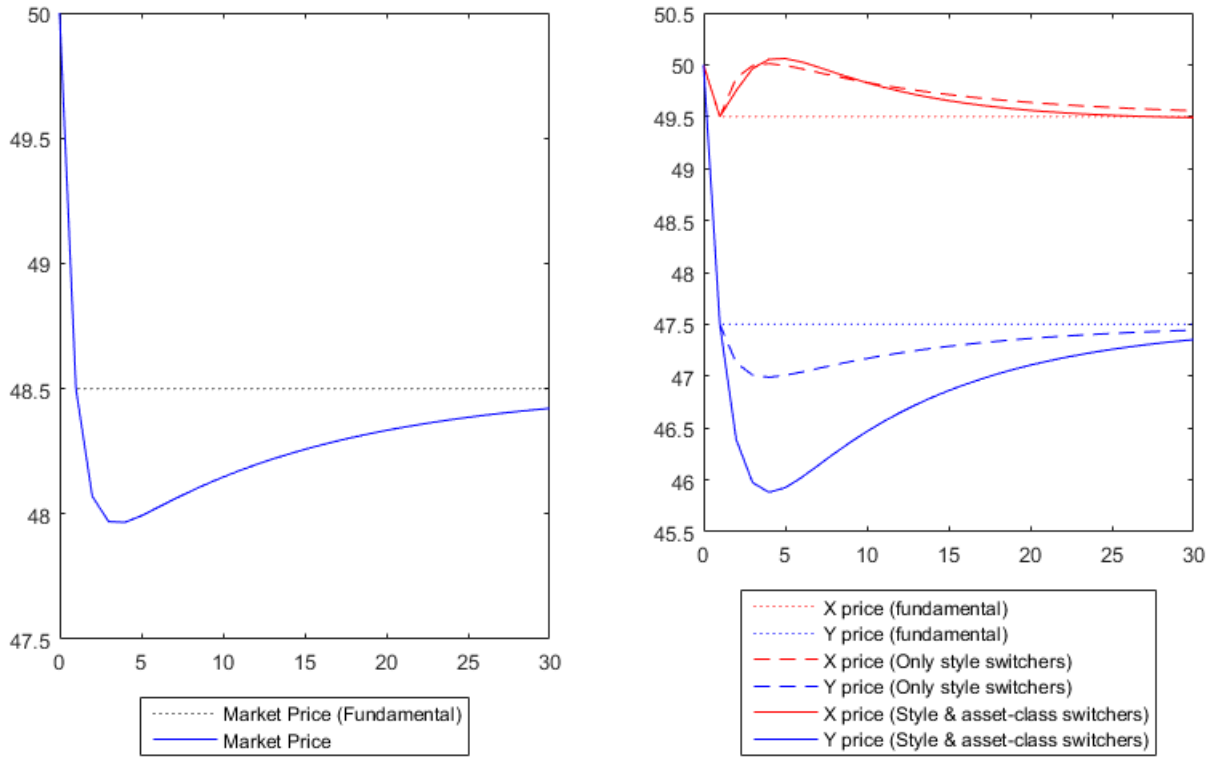 50
49.5
49
48.5
48
47.5
0 5 10 15 20 25 30
Market Price (Fundamental)
Market Price
50.5
50
49.5
49
48.5
48
47.5
47
46.5
46
45.5
0 5 10 15 20 25 30
X price (fundamental)
Y price (fundamental)
X price (Only style switchers)
Y price (Only style switchers)
X price (Style & asset-class switchers)
Y price (Style & asset-class switchers)